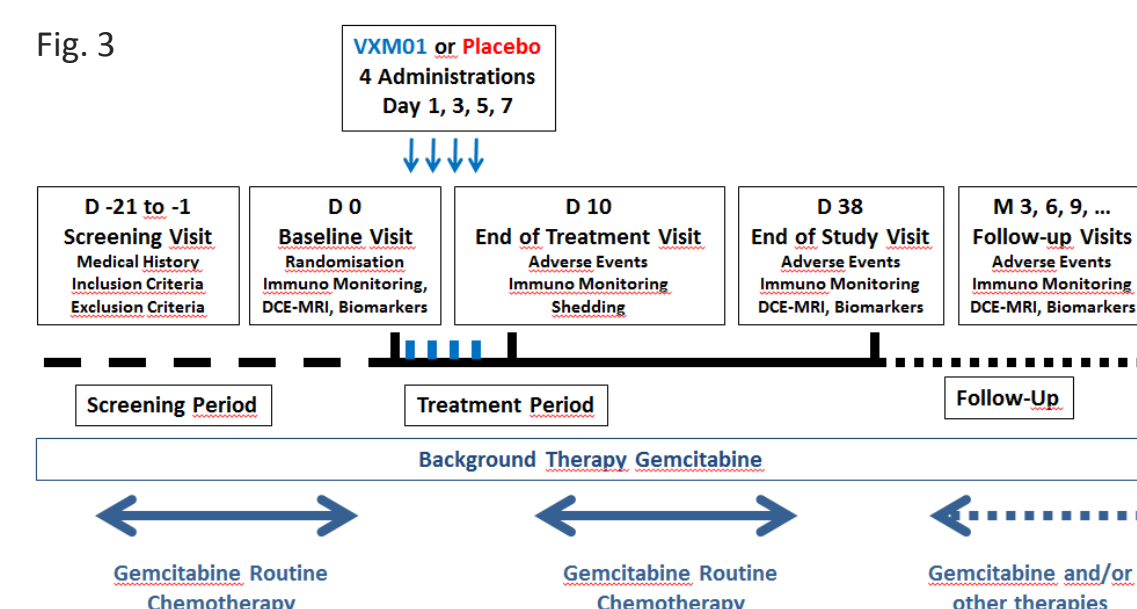 Fig. 3
VXM01 or Placebo
4 Administrations
Day 1, 3, 5, 7
D -21 to -1
Screening Visit
Medical History
Inclusion Criteria
Exclusion Criteria
D 0
Baseline Visit
Randomisation
Immuno Monitoring,
DCE-MRI, Biomarkers
D 10
End of Treatment Visit
Adverse Events
Immuno Monitoring
Shedding
D 38
End of Study Visit
Adverse Events
Immuno Monitoring
DCE-MRI, Biomarkers
M 3, 6, 9, ...
Follow-up Visits
Adverse Events
Immuno Monitoring
DCE-MRI, Biomarkers
Screening Period
Treatment Period
Follow-Up
Background Therapy Gemcitabine
Gemcitabine Routine
Chemotherapy
Gemcitabine Routine
Chemotherapy
Gemcitabine and/or
other therapies